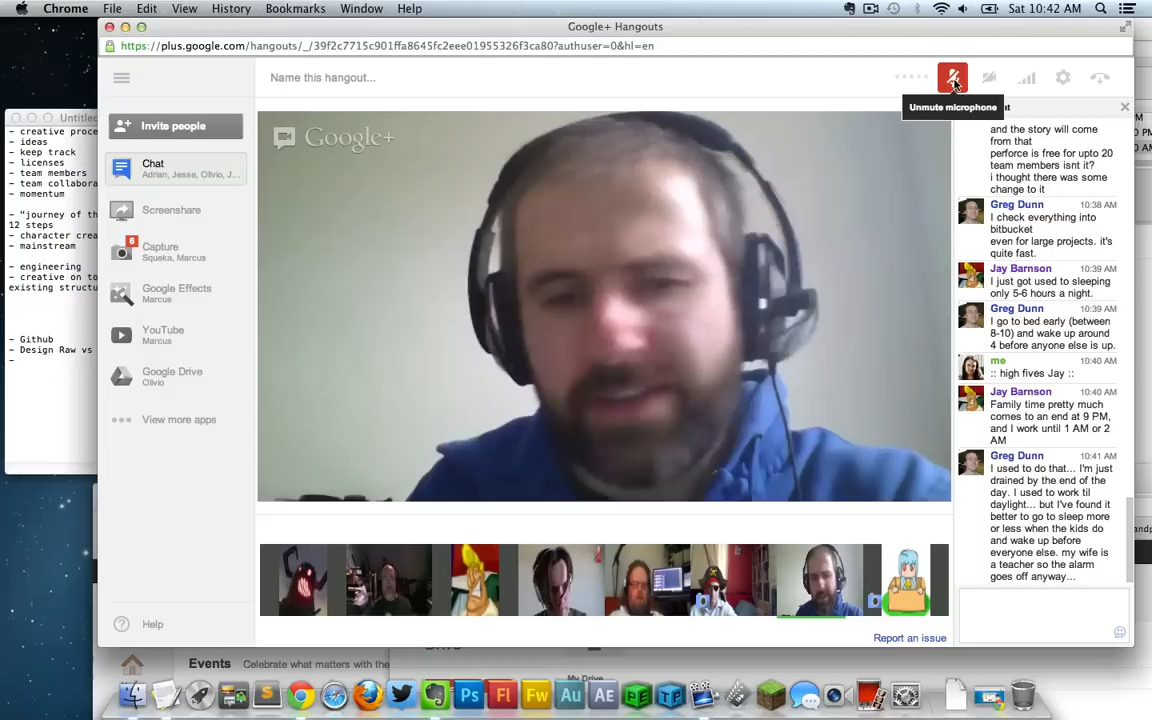 Chrome File Edit View History Bookmarks Window Help
Sat 10:42 AM
Google+ Hangouts
https://plus.google.com/hangouts/_/39f2c7715c901ffa8645fc2eee01955326f3ca80?authuser=0&hl=en
Name this hangout...
Unmute microphone
Untitle
- creative proce
- ideas
- keep track
- licenses
- team members
- team collabora
- momentum
- "journey of th
12 steps
- character crea
- mainstream
- engineering
- creative on to
existing structu
- Github
- Design Raw vs
-
Invite people
Chat
Adrian, Jesse, Olivio, J...
Screenshare
6
Capture
Squeka, Marcus
Google Effects
Marcus
YouTube
Marcus
Google Drive
Olivio
View more apps
Help
Google+
and the story will come
from that
perforce is free for upto 20
team members isnt it?
i thought there was some
change to it
Greg Dunn 10:38 AM
I check everything into
bitbucket
even for large projects. it's
quite fast.
Jay Barnson 10:39 AM
I just got used to sleeping
only 5-6 hours a night.
Greg Dunn 10:39 AM
I go to bed early (between
8-10) and wake up around
4 before anyone else is up.
me 10:40 AM
:: high fives Jay ::
Jay Barnson 10:40 AM
Family time pretty much
comes to an end at 9 PM,
and I work until 1 AM or 2
AM
Greg Dunn 10:41 AM
I used to do that... I'm just
drained by the end of the
day. I used to work til
daylight... but I've found it
better to go to sleep more
or less when the kids do
and wake up before
everyone else. my wife is
a teacher so the alarm
goes off anyway...
Report an issue
Events Celebrate what matters with the
My Drive
Ps Fl Fw Au Ae PE TP